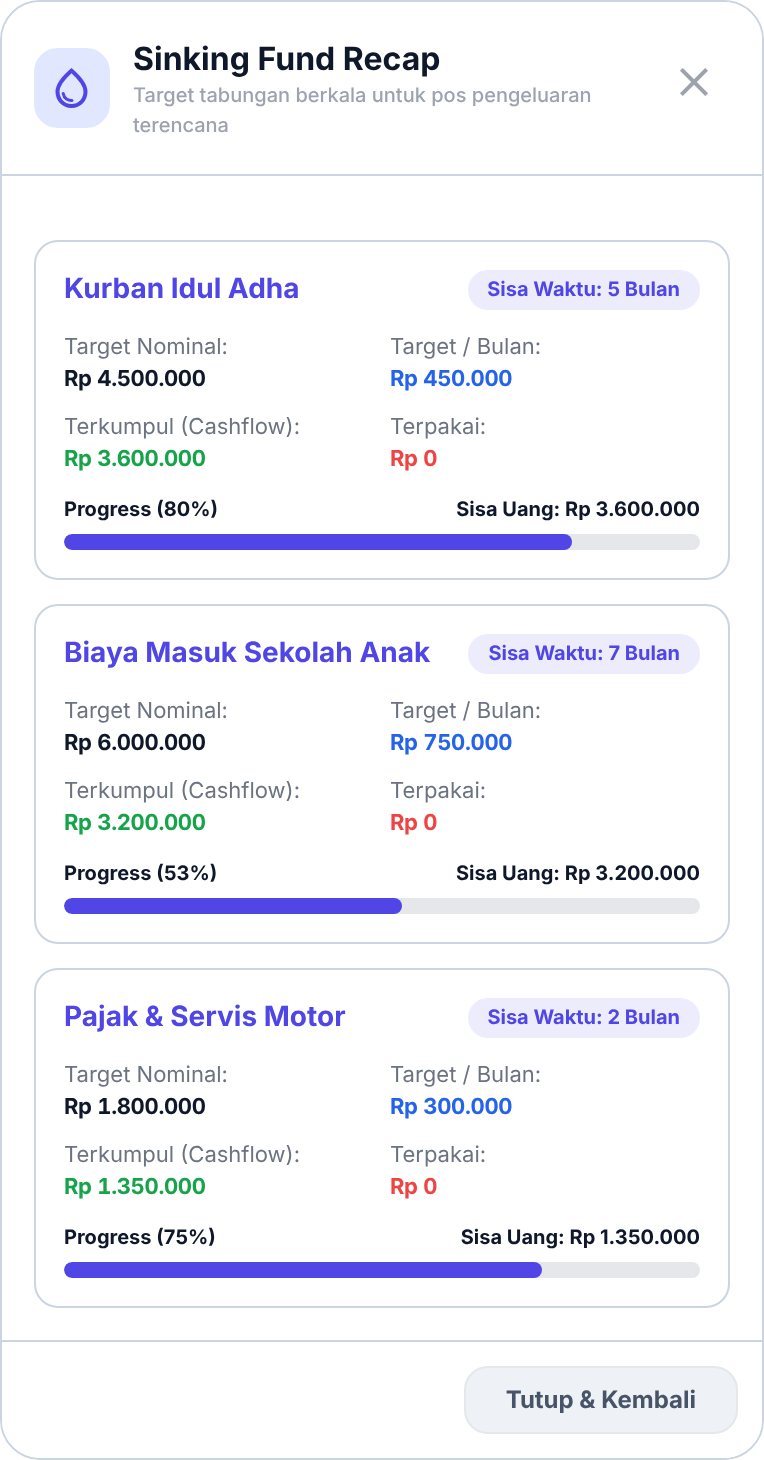 Sinking Fund Recap
Target tabungan berkala untuk pos pengeluaran
terencana
Kurban Idul Adha
Sisa Waktu: 5 Bulan
Target Nominal:
Target / Bulan:
Rp 4.500.000
Rp 450.000
Terkumpul (Cashflow):
Terpakai:
Rp 3.600.000
Rp 0
Progress (80%)
Sisa Uang: Rp 3.600.000
Biaya Masuk Sekolah Anak
Sisa Waktu: 7 Bulan
Target Nominal:
Target / Bulan:
Rp 6.000.000
Rp 750.000
Terkumpul (Cashflow):
Terpakai:
Rp 3.200.000
Rp 0
Progress (53%)
Sisa Uang: Rp 3.200.000
Pajak & Servis Motor
Sisa Waktu: 2 Bulan
Target Nominal:
Target / Bulan:
Rp 1.800.000
Rp 300.000
Terkumpul (Cashflow):
Terpakai:
Rp 1.350.000
Rp 0
Progress (75%)
Sisa Uang: Rp 1.350.000
Tutup & Kembali